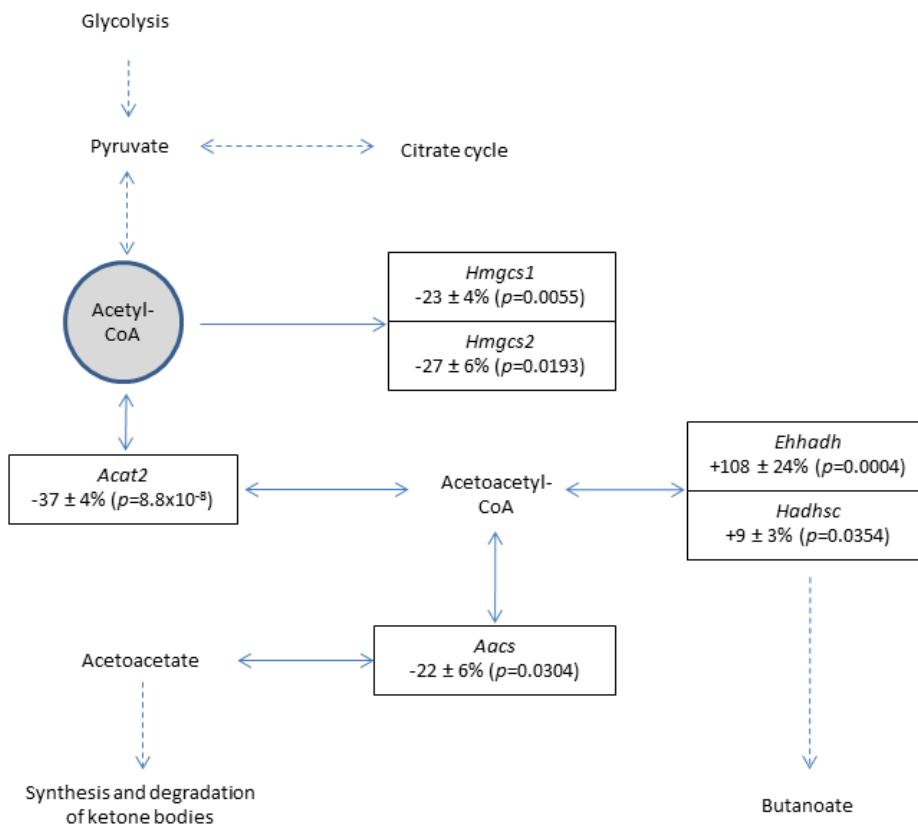 Glycolysis
Pyruvate
Citrate cycle
Acetyl-
CoA
Hmgcs1
-23 ± 4% (p=0.0055)
Hmgcs2
-27 ± 6% (p=0.0193)
Acat2
-37 ± 4% (p=8.8x10⁻⁸)
Acetoacetyl-
CoA
Ehhadh
+108 ± 24% (p=0.0004)
Hadhsc
+9 ± 3% (p=0.0354)
Acetoacetate
Aacs
-22 ± 6% (p=0.0304)
Synthesis and degradation
of ketone bodies
Butanoate